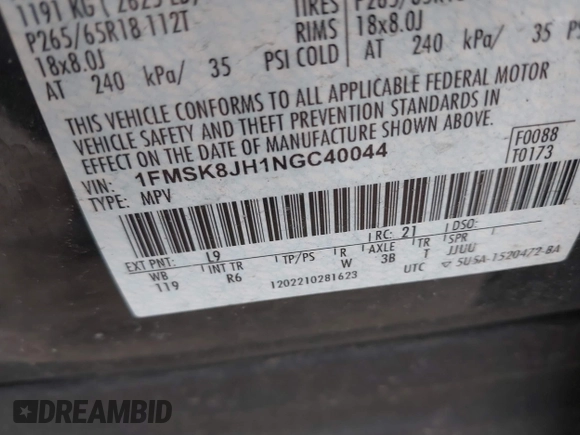 1191 KG
P265/65R18 112T
18x8.0J
AT 240 kPa/ 35 PSI COLD
TIRES
RIMS 18x8.0J
AT 240 kPa/ 35
THIS VEHICLE CONFORMS TO ALL APPLICABLE FEDERAL MOTOR
VEHICLE SAFETY AND THEFT PREVENTION STANDARDS IN
EFFECT ON THE DATE OF MANUFACTURE SHOWN ABOVE.
VIN: 1FMSK8JH1NGC40044
TYPE: MPV
F0088
T0173
EXT PNT: L9 RC: 21 DSO:
WB INT TR TP/PS R AXLE TR SPR
119 R6 W 3B T JJUU
1202210281623
UTC 5U5A-1520472-BA
DREAMBID